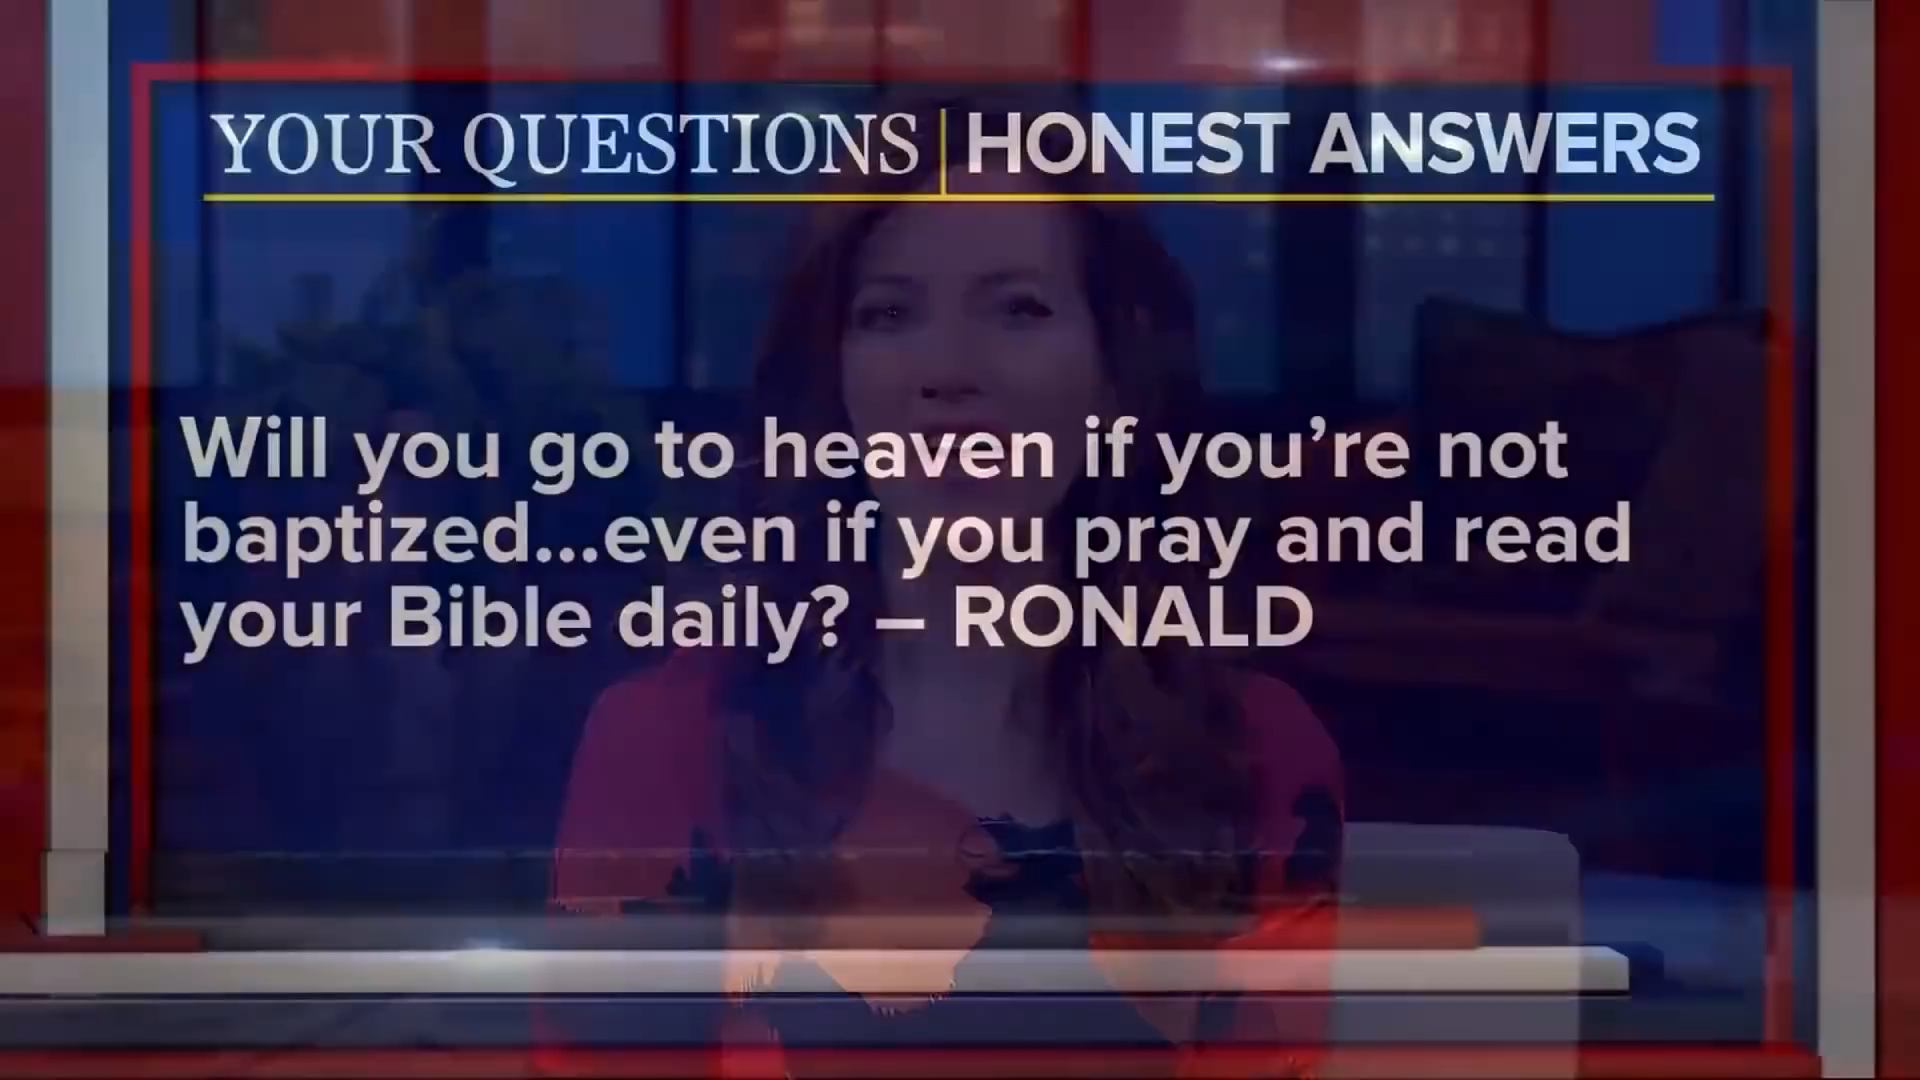 YOUR QUESTIONS HONEST ANSWERS
Will you go to heaven if you’re not
baptized...even if you pray and read
your Bible daily? – RONALD